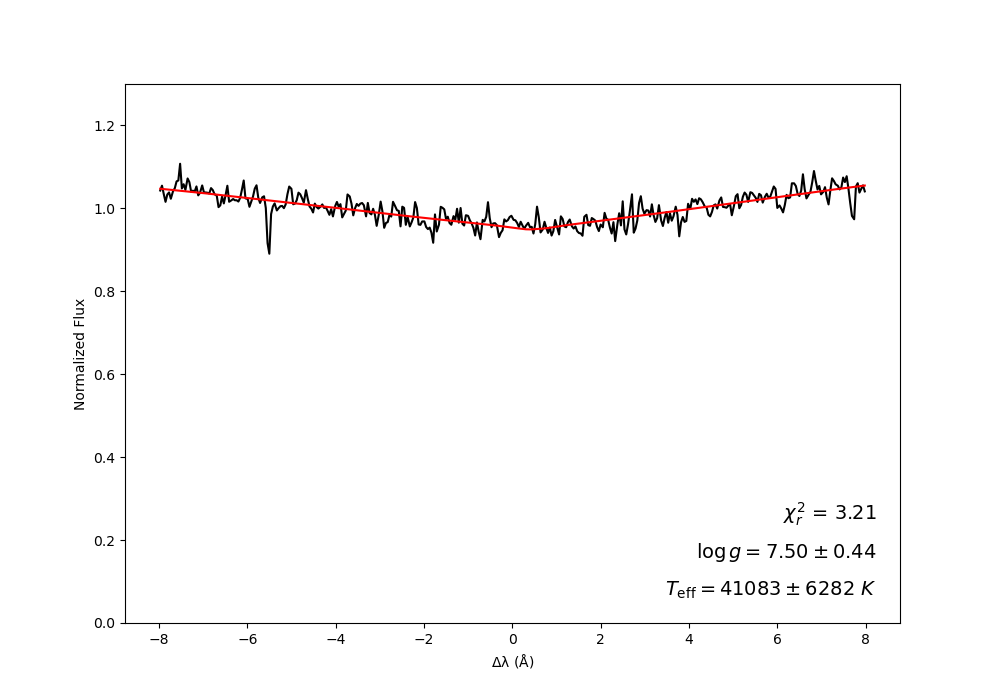 1.2
1.0
0.8
0.6
0.4
0.2
0.0
Normalized Flux
χ²ᵣ = 3.21
log g = 7.50 ± 0.44
T_eff = 41083 ± 6282 K
−8 −6 −4 −2 0 2 4 6 8
Δλ (Å)